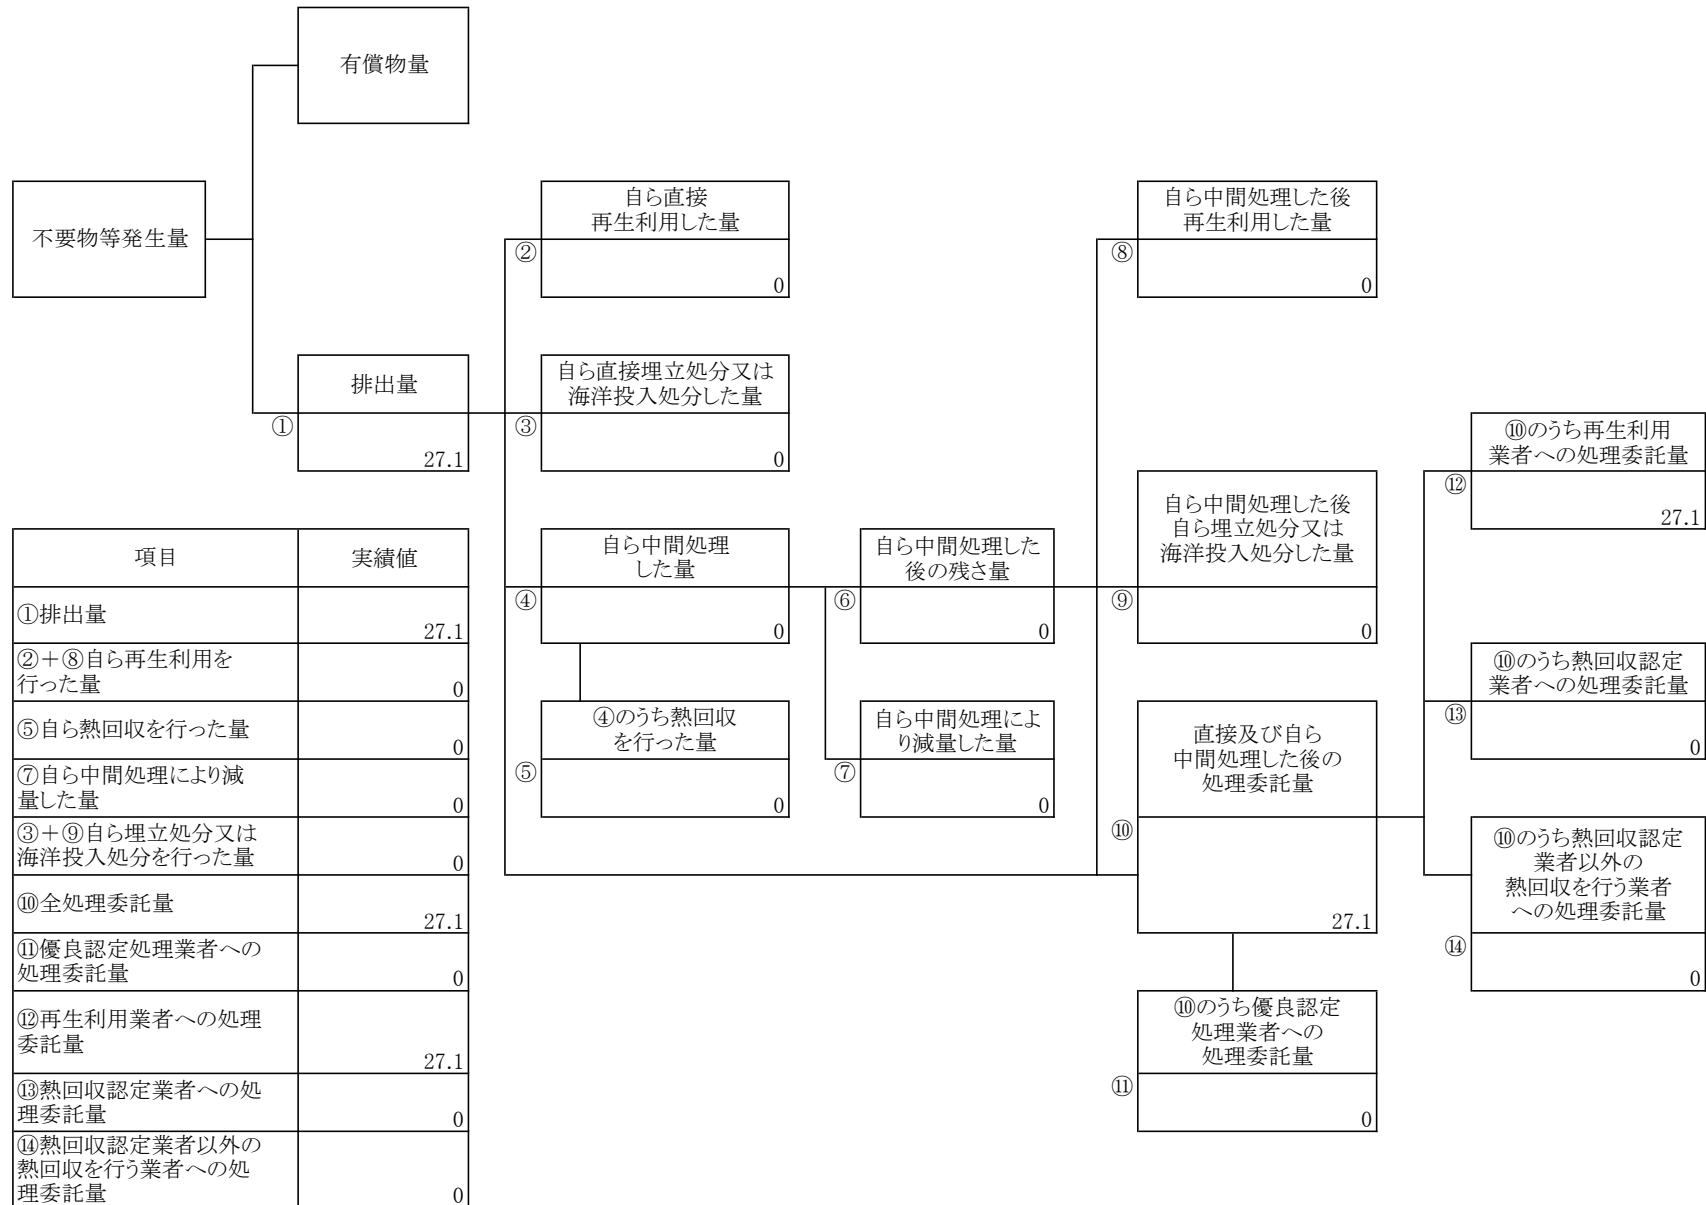 有償物量
不要物等発生量
自ら直接
再生利用した量
②
0
自ら中間処理した後
再生利用した量
⑧
0
排出量
①
27.1
自ら直接埋立処分又は
海洋投入処分した量
③
0
⑩のうち再生利用
業者への処理委託量
⑫
27.1
自ら中間処理
した量
④
0
自ら中間処理した
後の残さ量
⑥
0
自ら中間処理した後
自ら埋立処分又は
海洋投入処分した量
⑨
0
⑩のうち熱回収認定
業者への処理委託量
⑬
0
④のうち熱回収
を行った量
⑤
0
自ら中間処理によ
り減量した量
⑦
0
直接及び自ら
中間処理した後の
処理委託量
⑩
27.1
⑩のうち熱回収認定
業者以外の
熱回収を行う業者
への処理委託量
⑭
0
⑩のうち優良認定
処理業者への
処理委託量
⑪
0
項目
実績値
①排出量
27.1
②＋⑧自ら再生利用を
行った量
0
⑤自ら熱回収を行った量
0
⑦自ら中間処理により減
量した量
0
③＋⑨自ら埋立処分又は
海洋投入処分を行った量
0
⑩全処理委託量
27.1
⑪優良認定処理業者への
処理委託量
0
⑫再生利用業者への処理
委託量
27.1
⑬熱回収認定業者への処
理委託量
0
⑭熱回収認定業者以外の
熱回収を行う業者への処
理委託量
0